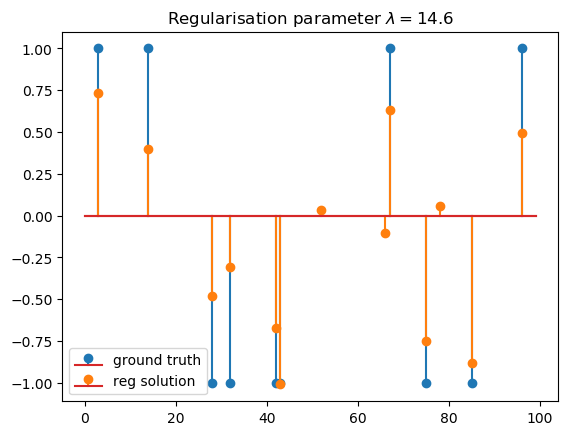 Regularisation parameter λ = 14.6
1.00
0.75
0.50
0.25
0.00
−0.25
−0.50
−0.75
−1.00
ground truth
reg solution
0 20 40 60 80 100